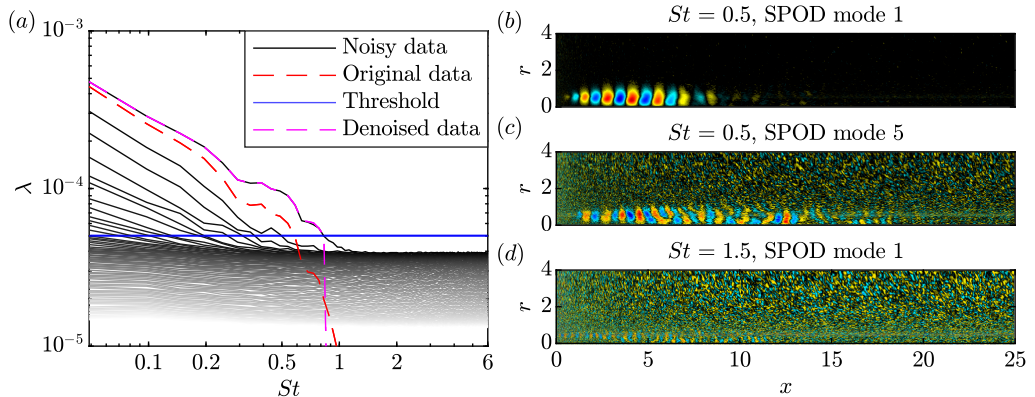 (a)
10⁻³
10⁻⁴
10⁻⁵
λ
Noisy data
Original data
Threshold
Denoised data
0.1 0.2 0.5 1 2 6
St
(b) St = 0.5, SPOD mode 1
4
2
0
r
(c) St = 0.5, SPOD mode 5
4
2
0
r
(d) St = 1.5, SPOD mode 1
4
2
0
r
0 5 10 15 20 25
x